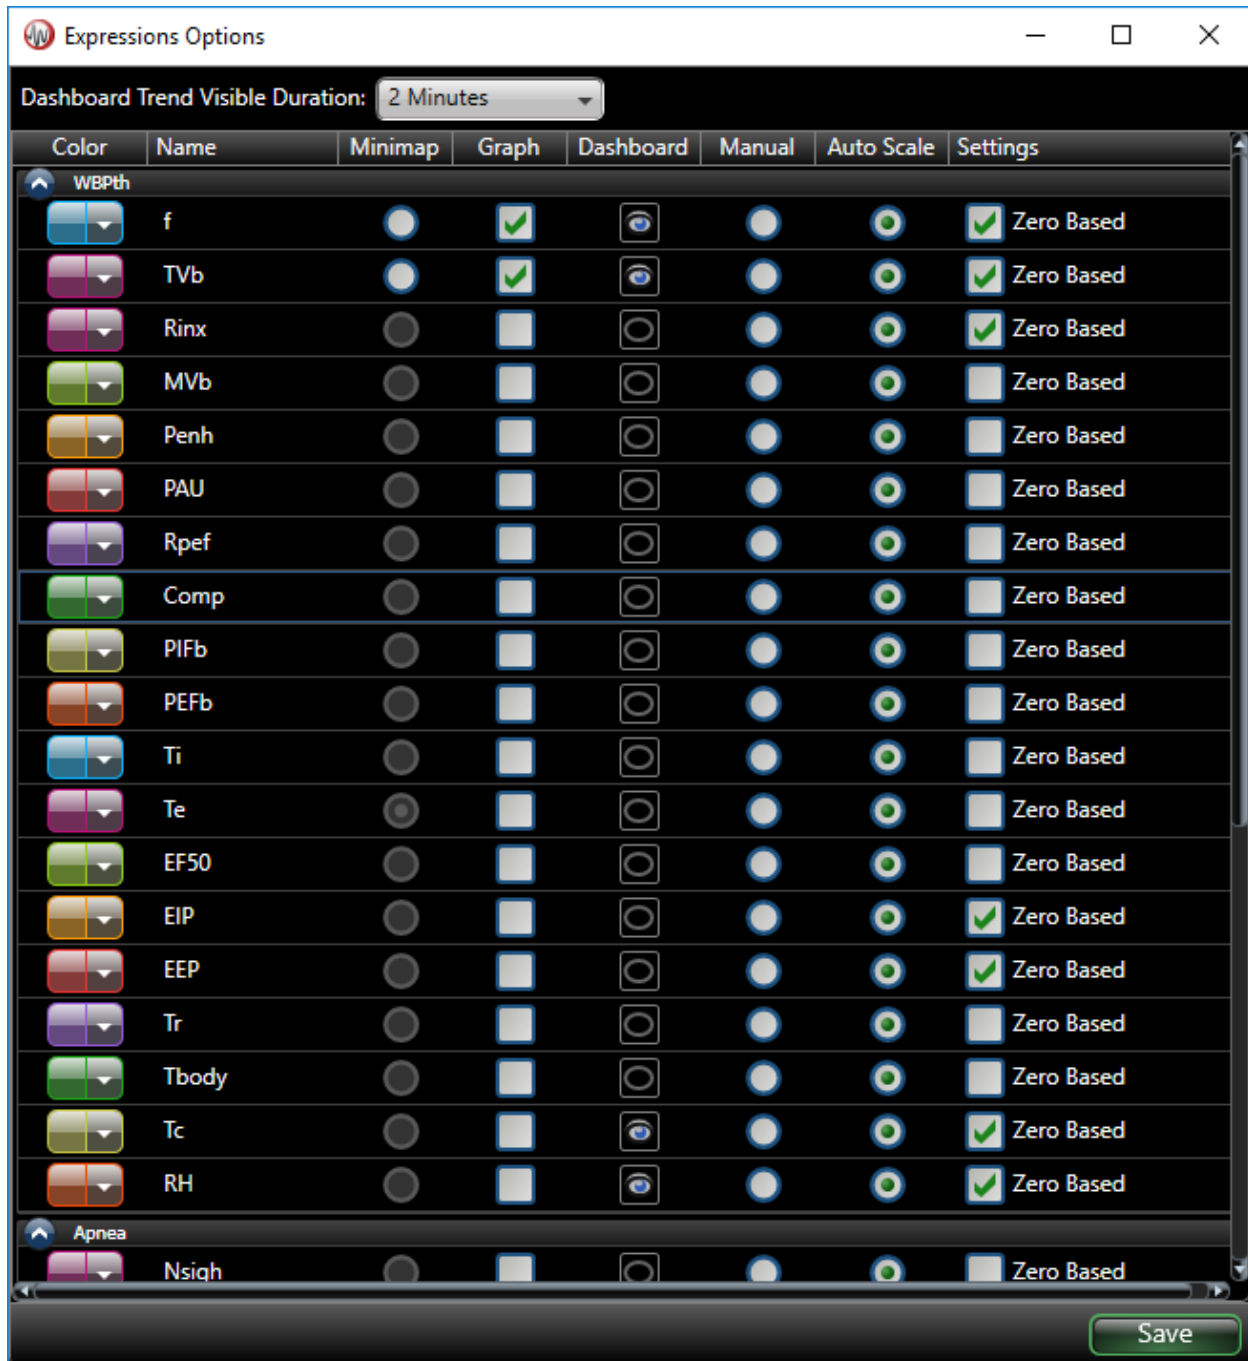 Expressions Options
Dashboard Trend Visible Duration: 2 Minutes
Color Name Minimap Graph Dashboard Manual Auto Scale Settings
WBPth
f Zero Based
TVb Zero Based
Rinx Zero Based
MVb Zero Based
Penh Zero Based
PAU Zero Based
Rpef Zero Based
Comp Zero Based
PIFb Zero Based
PEFb Zero Based
Ti Zero Based
Te Zero Based
EF50 Zero Based
EIP Zero Based
EEP Zero Based
Tr Zero Based
Tbody Zero Based
Tc Zero Based
RH Zero Based
Apnea
Nsigh Zero Based
Save